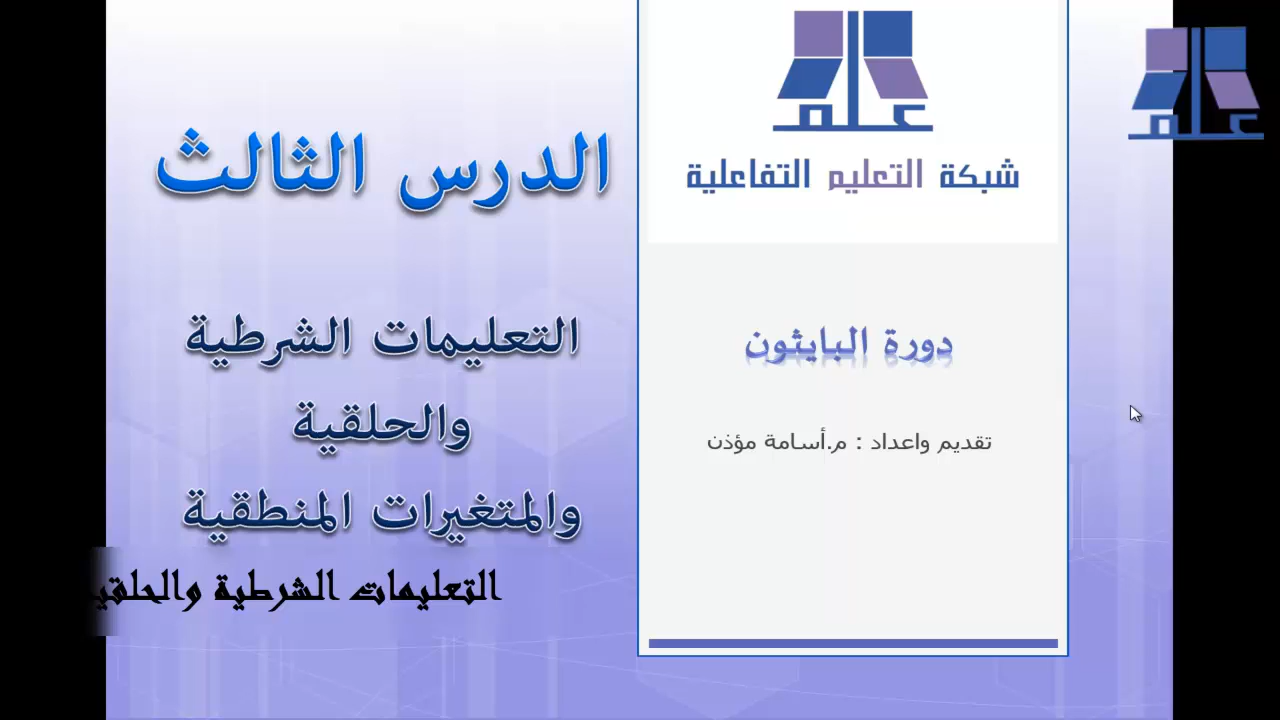 علم
شبكة التعليم التفاعلية
دورة البايثون
تقديم واعداد : م.أسامة مؤذن
الدرس الثالث
التعليمات الشرطية
والحلقية
والمتغيرات المنطقية
التعليمات الشرطية والحلقي
علم